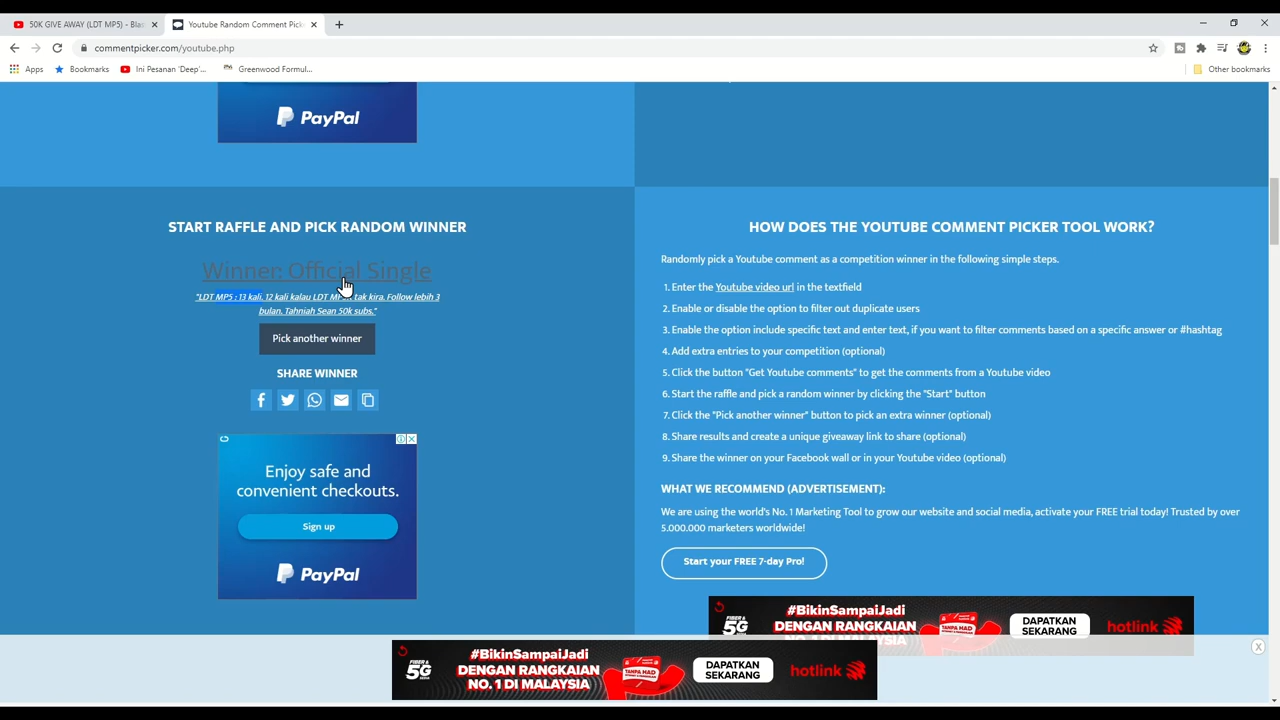 50K GIVE AWAY (LDT MP5) - Blas
Youtube Random Comment Pick
commentpicker.com/youtube.php
Apps
Bookmarks
Ini Pesanan 'Deep'...
Greenwood Formul...
Other bookmarks
PayPal
START RAFFLE AND PICK RANDOM WINNER
Winner: Official Single
"LDT MP5 : 13 kali. 12 kali kalau LDT tak kira. Follow lebih 3
bulan. Tahniah Sean 50k subs."
Pick another winner
SHARE WINNER
Enjoy safe and
convenient checkouts.
Sign up
PayPal
HOW DOES THE YOUTUBE COMMENT PICKER TOOL WORK?
Randomly pick a Youtube comment as a competition winner in the following simple steps.
1. Enter the Youtube video url in the textfield
2. Enable or disable the option to filter out duplicate users
3. Enable the option include specific text and enter text, if you want to filter comments based on a specific answer or #hashtag
4. Add extra entries to your competition (optional)
5. Click the button "Get Youtube comments" to get the comments from a Youtube video
6. Start the raffle and pick a random winner by clicking the "Start" button
7. Click the "Pick another winner" button to pick an extra winner (optional)
8. Share results and create a unique giveaway link to share (optional)
9. Share the winner on your Facebook wall or in your Youtube video (optional)
WHAT WE RECOMMEND (ADVERTISEMENT):
We are using the world's No. 1 Marketing Tool to grow our website and social media, activate your FREE trial today! Trusted by over
5.000.000 marketers worldwide!
Start your FREE 7-day Pro!
FIBER & 5G
#BikinSampaiJadi
DENGAN RANGKAIAN
TANPA HAD
DAPATKAN
SEKARANG
hotlink
FIBER & 5G
#BikinSampaiJadi
DENGAN RANGKAIAN
NO. 1 DI MALAYSIA
TANPA HAD
DAPATKAN
SEKARANG
hotlink